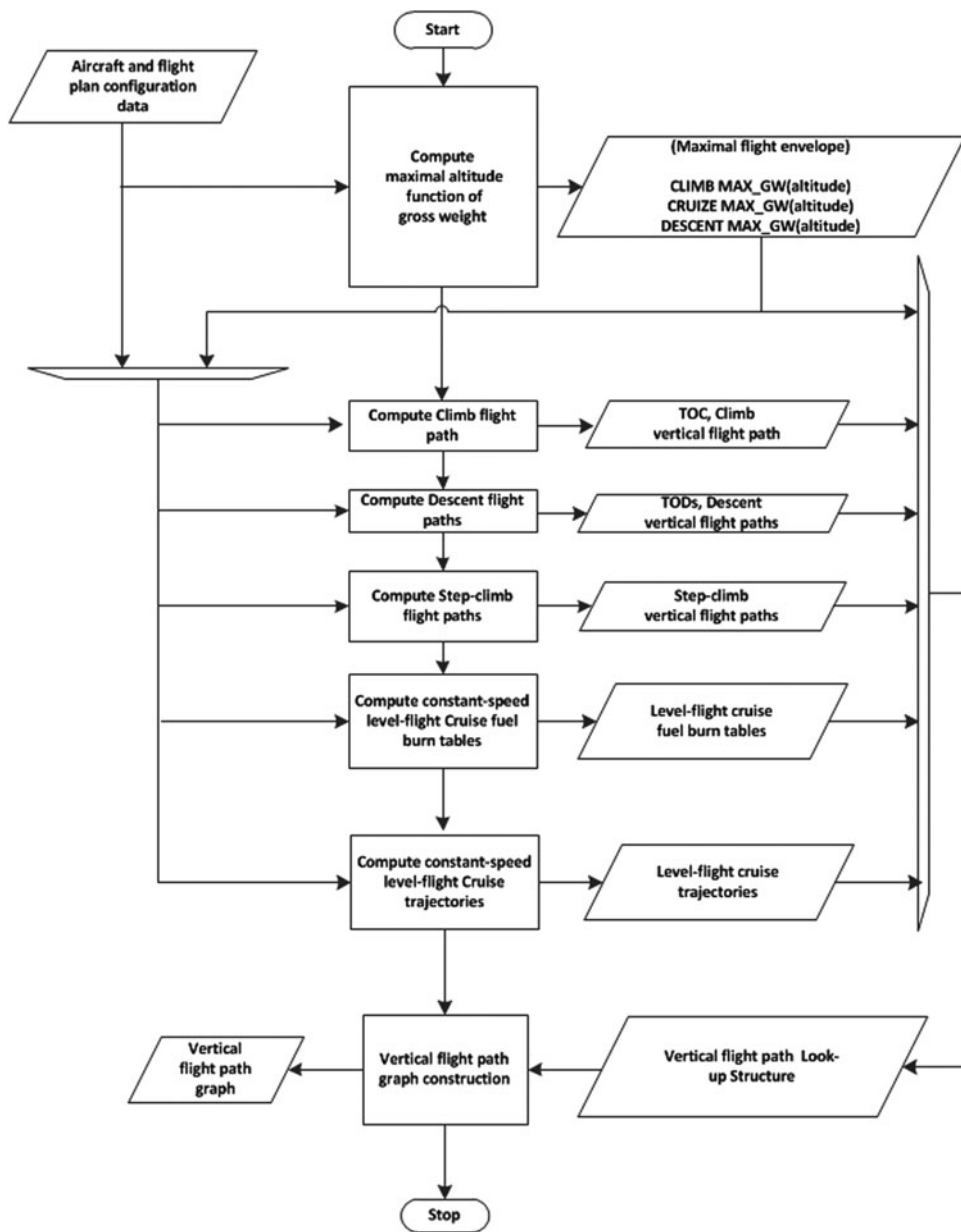 Start
Aircraft and flight
plan configuration
data
Compute
maximal altitude
function of
gross weight
(Maximal flight envelope)
CLIMB MAX_GW(altitude)
CRUIZE MAX_GW(altitude)
DESCENT MAX_GW(altitude)
Compute Climb flight
path
TOC, Climb
vertical flight path
Compute Descent flight
paths
TODs, Descent
vertical flight paths
Compute Step-climb
flight paths
Step-climb
vertical flight paths
Compute constant-speed
level-flight Cruise fuel
burn tables
Level-flight cruise
fuel burn tables
Compute constant-speed
level-flight Cruise
trajectories
Level-flight cruise
trajectories
Vertical
flight path
graph
Vertical flight path
graph construction
Vertical flight path Look-
up Structure
Stop